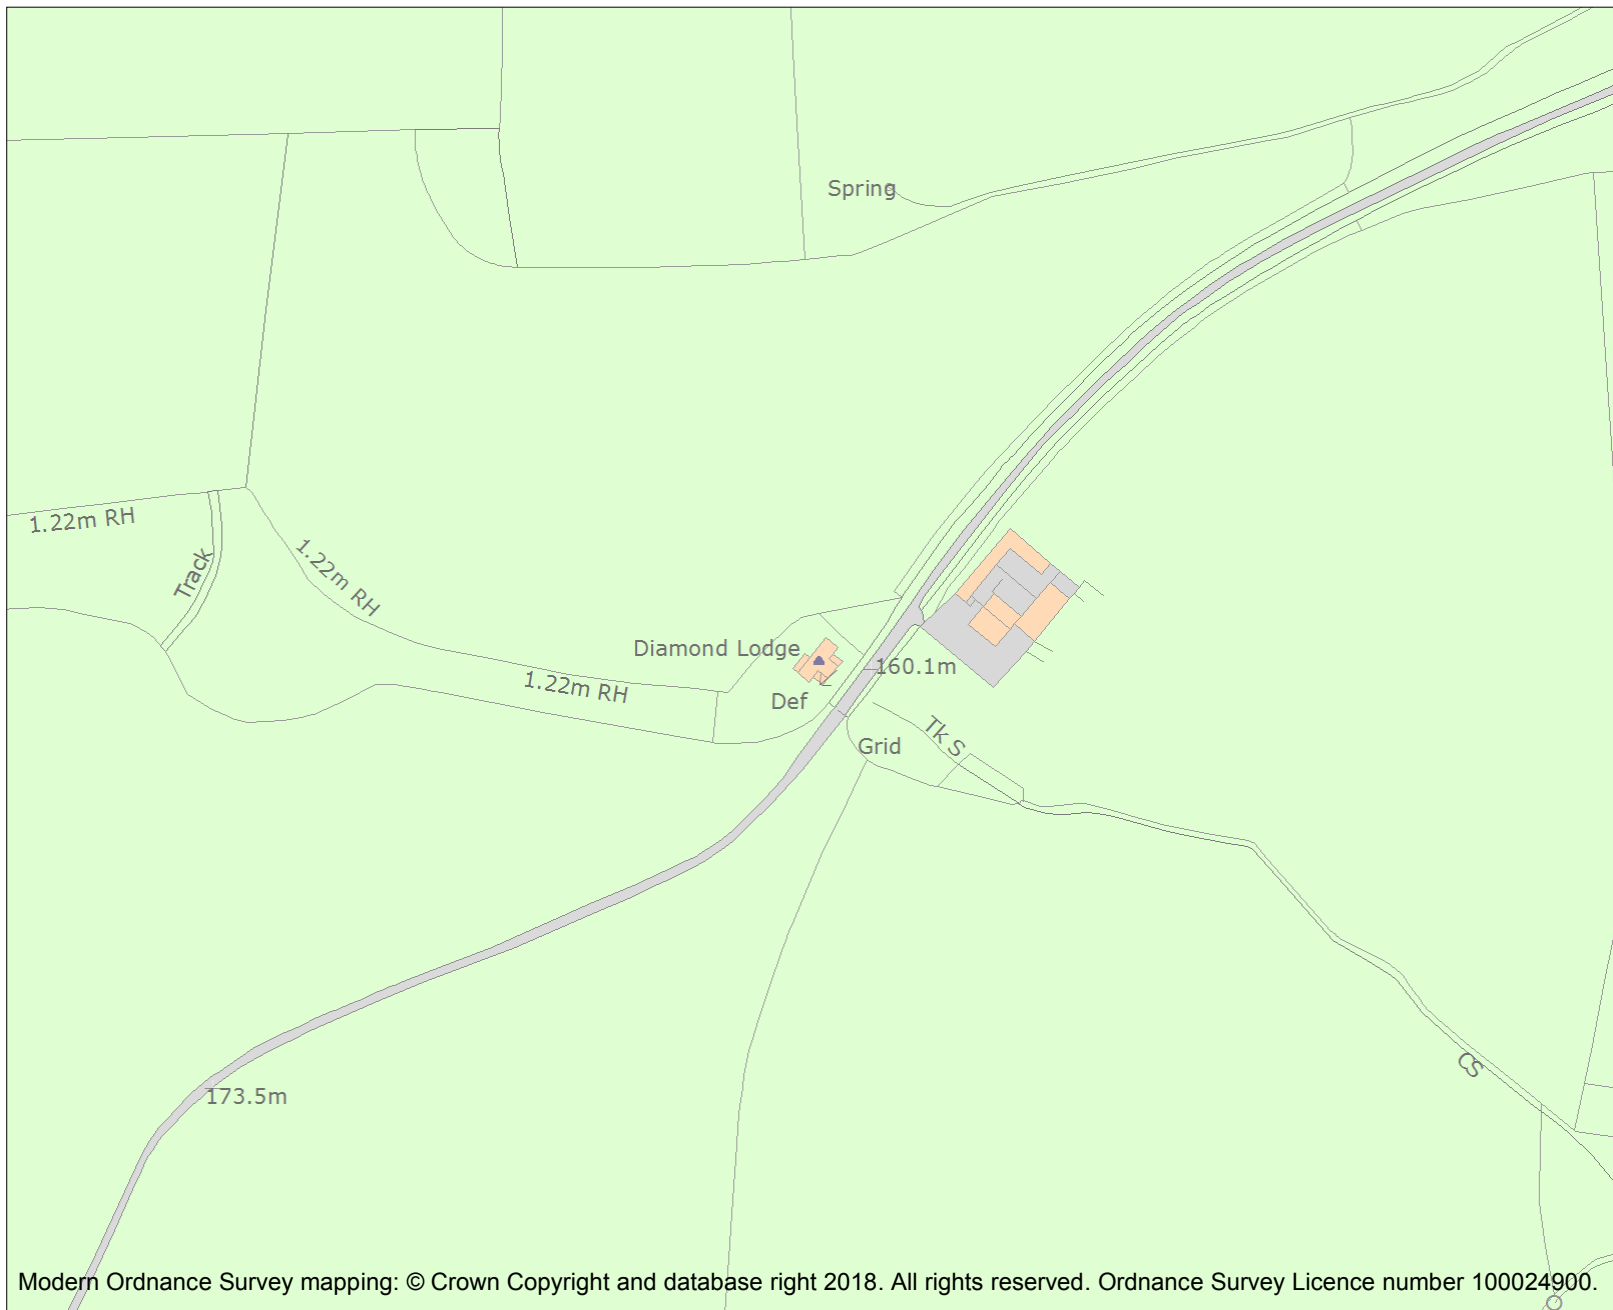 Spring
1.22m RH
Track
1.22m RH
Diamond Lodge
160.1m
1.22m RH
Def
Tk S
Grid
CS
173.5m
Modern Ordnance Survey mapping: © Crown Copyright and database right 2018. All rights reserved. Ordnance Survey Licence number 100024900.